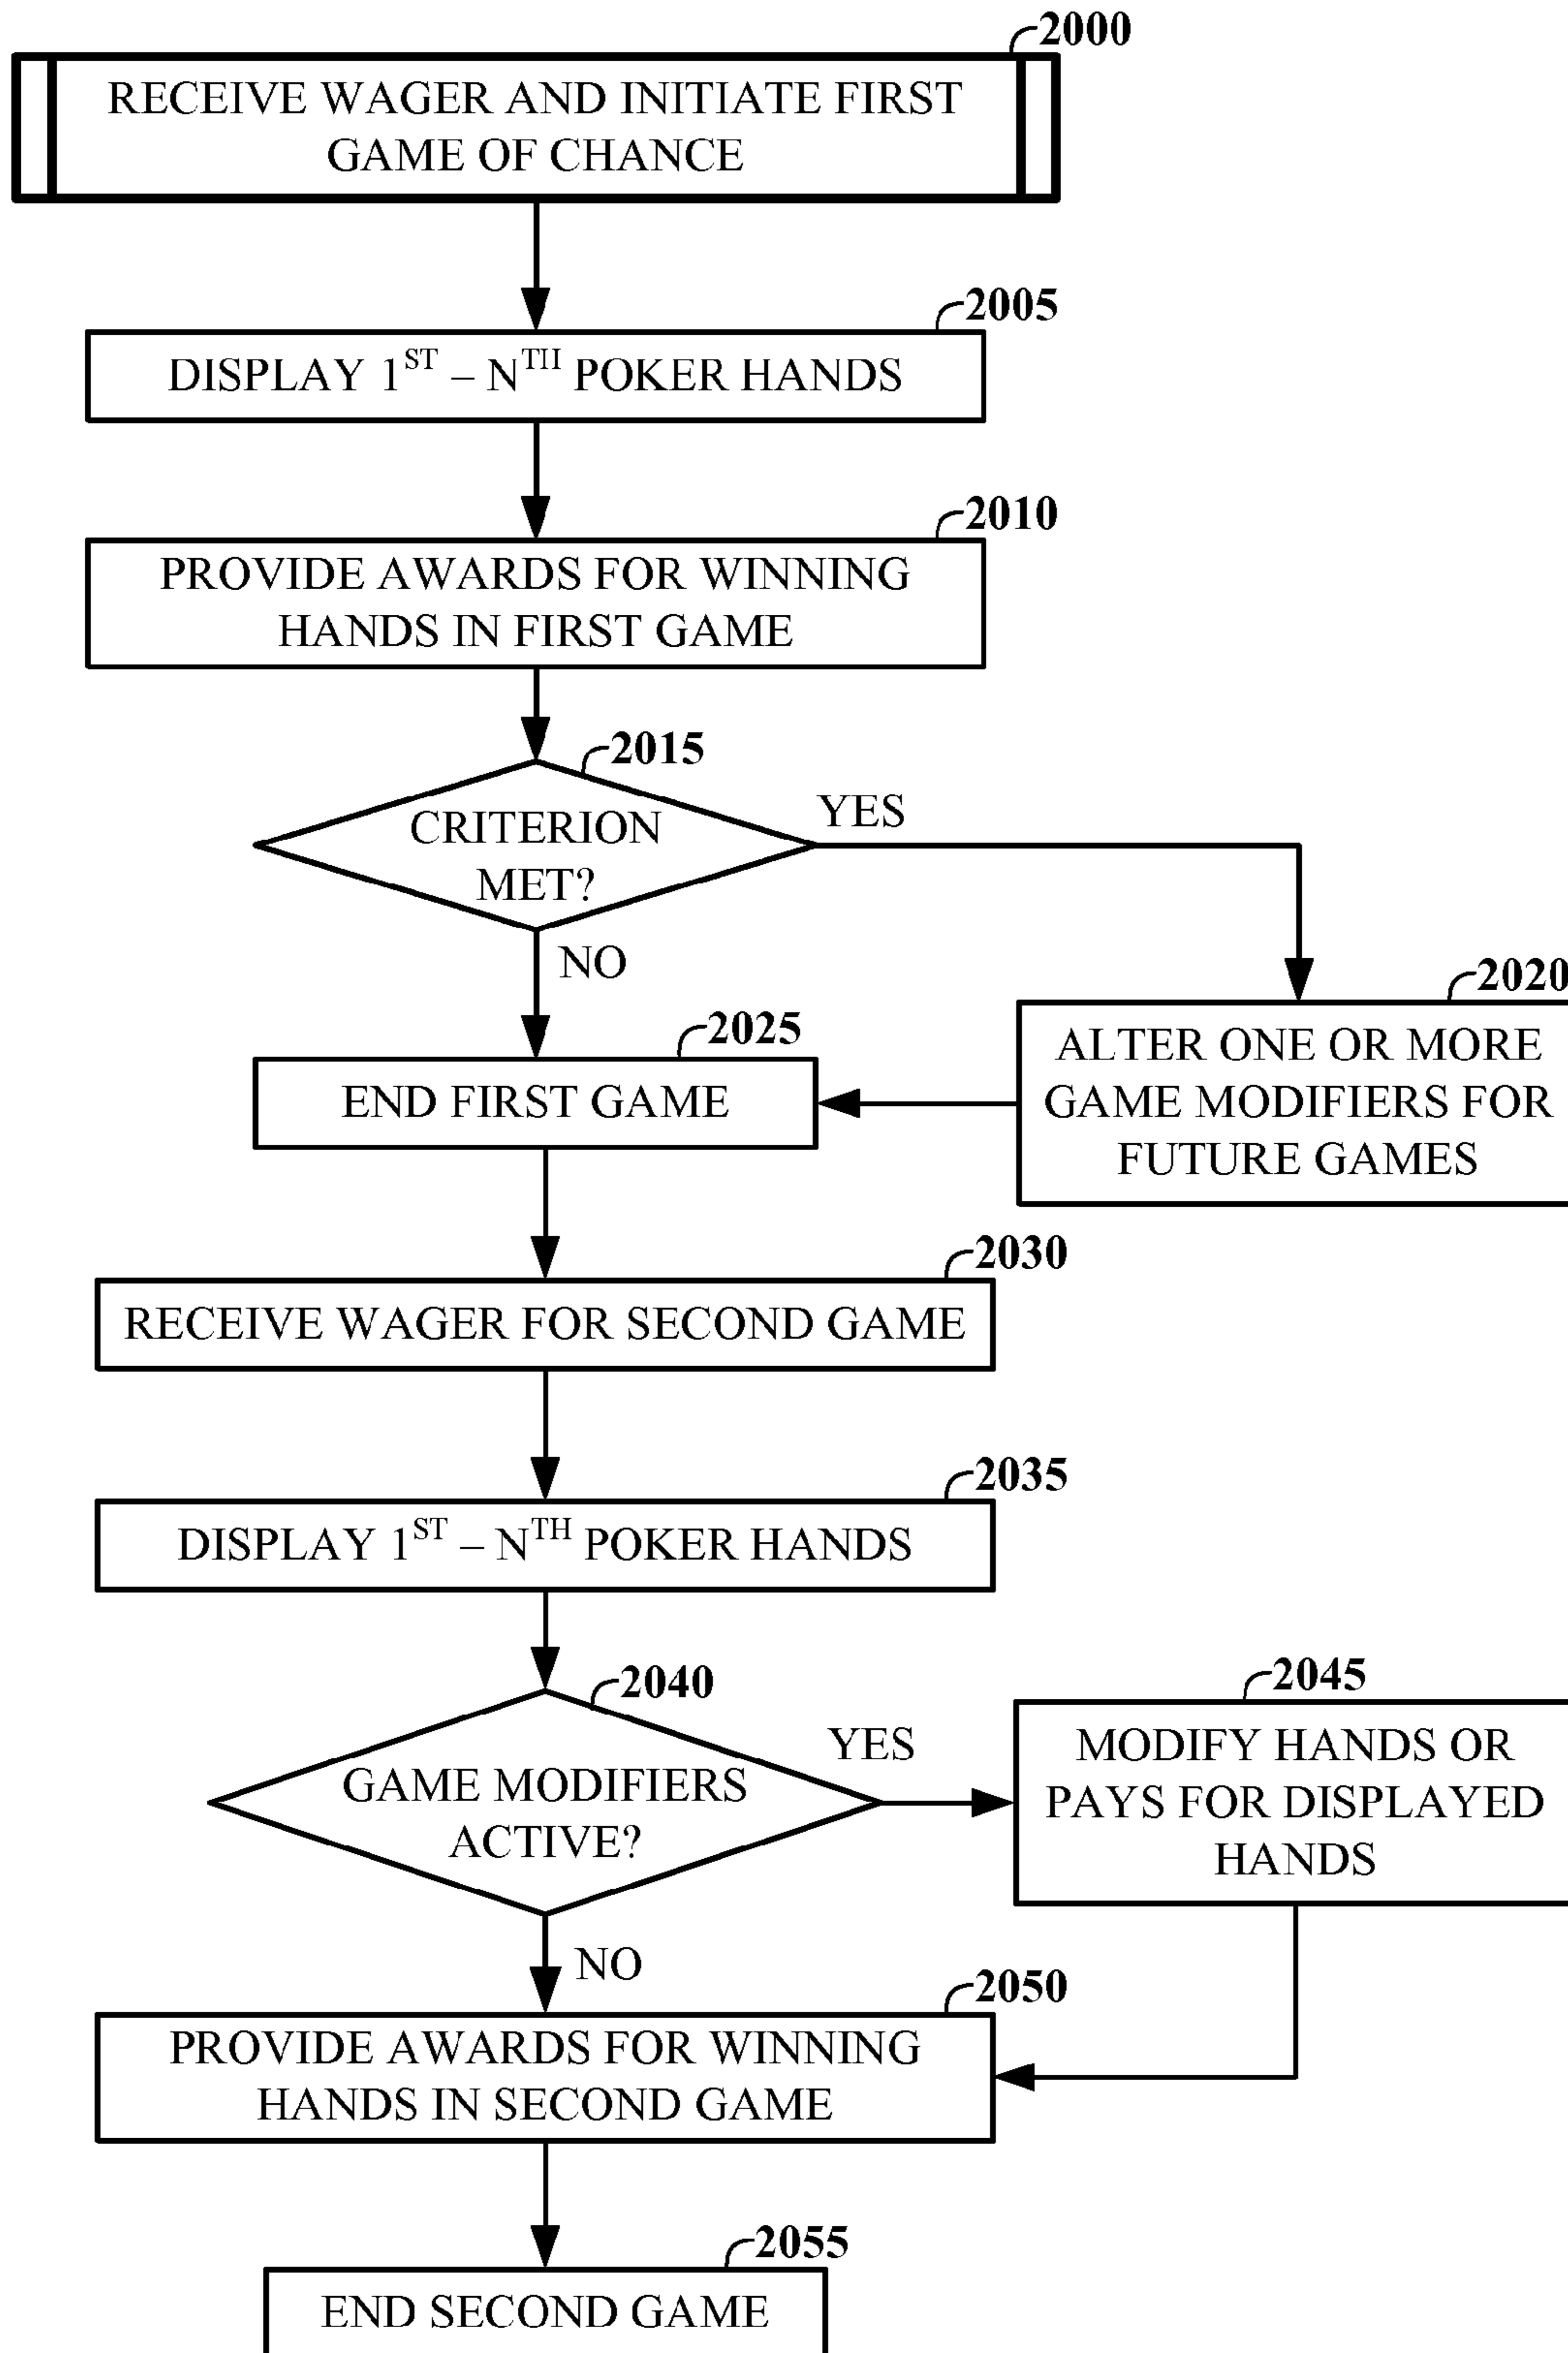 2000
RECEIVE WAGER AND INITIATE FIRST
GAME OF CHANCE
2005
DISPLAY 1ST – NTH POKER HANDS
2010
PROVIDE AWARDS FOR WINNING
HANDS IN FIRST GAME
2015
CRITERION
MET?
YES
NO
2020
ALTER ONE OR MORE
GAME MODIFIERS FOR
FUTURE GAMES
2025
END FIRST GAME
2030
RECEIVE WAGER FOR SECOND GAME
2035
DISPLAY 1ST – NTH POKER HANDS
2040
GAME MODIFIERS
ACTIVE?
YES
NO
2045
MODIFY HANDS OR
PAYS FOR DISPLAYED
HANDS
2050
PROVIDE AWARDS FOR WINNING
HANDS IN SECOND GAME
2055
END SECOND GAME